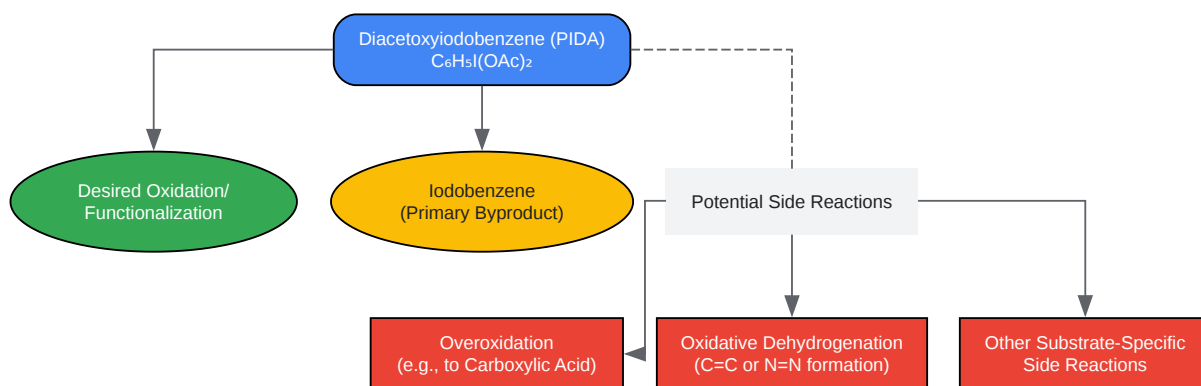 Diacetoxyiodobenzene (PIDA)
C₆H₅I(OAc)₂
Desired Oxidation/
Functionalization
Iodobenzene
(Primary Byproduct)
Potential Side Reactions
Overoxidation
(e.g., to Carboxylic Acid)
Oxidative Dehydrogenation
(C=C or N=N formation)
Other Substrate-Specific
Side Reactions